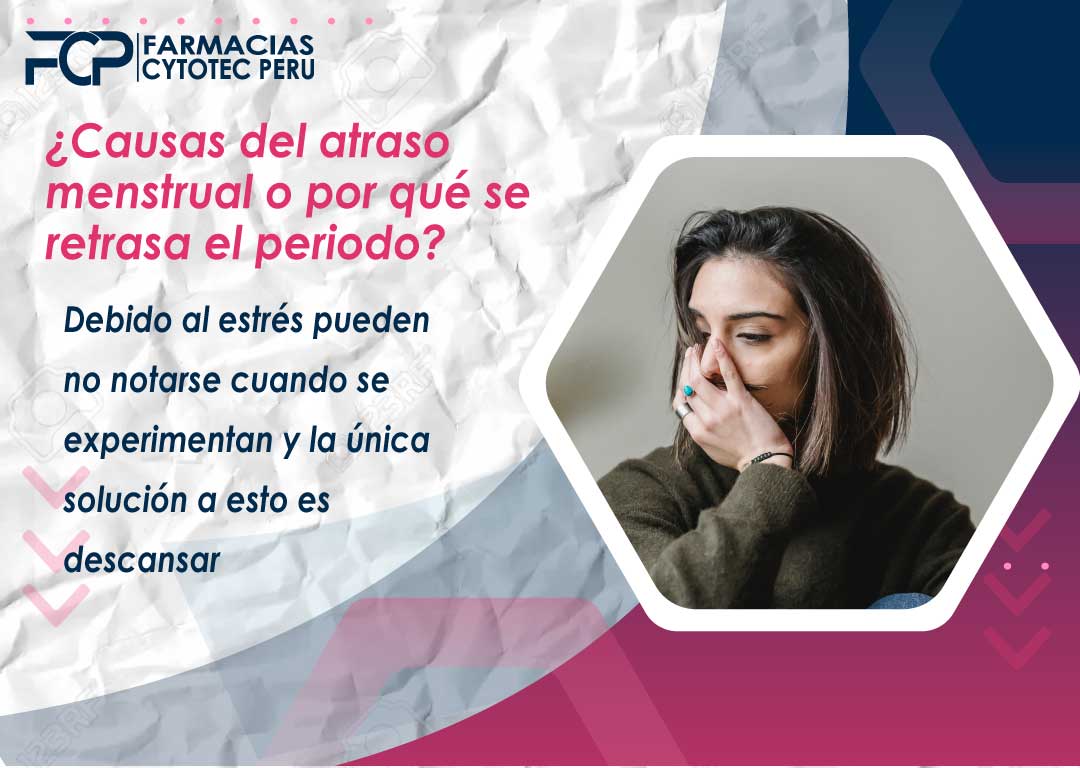 FCP FARMACIAS
CYTOTEC PERU
¿Causas del atraso
menstrual o por qué se
retrasa el periodo?
Debido al estrés pueden
no notarse cuando se
experimentan y la única
solución a esto es
descansar